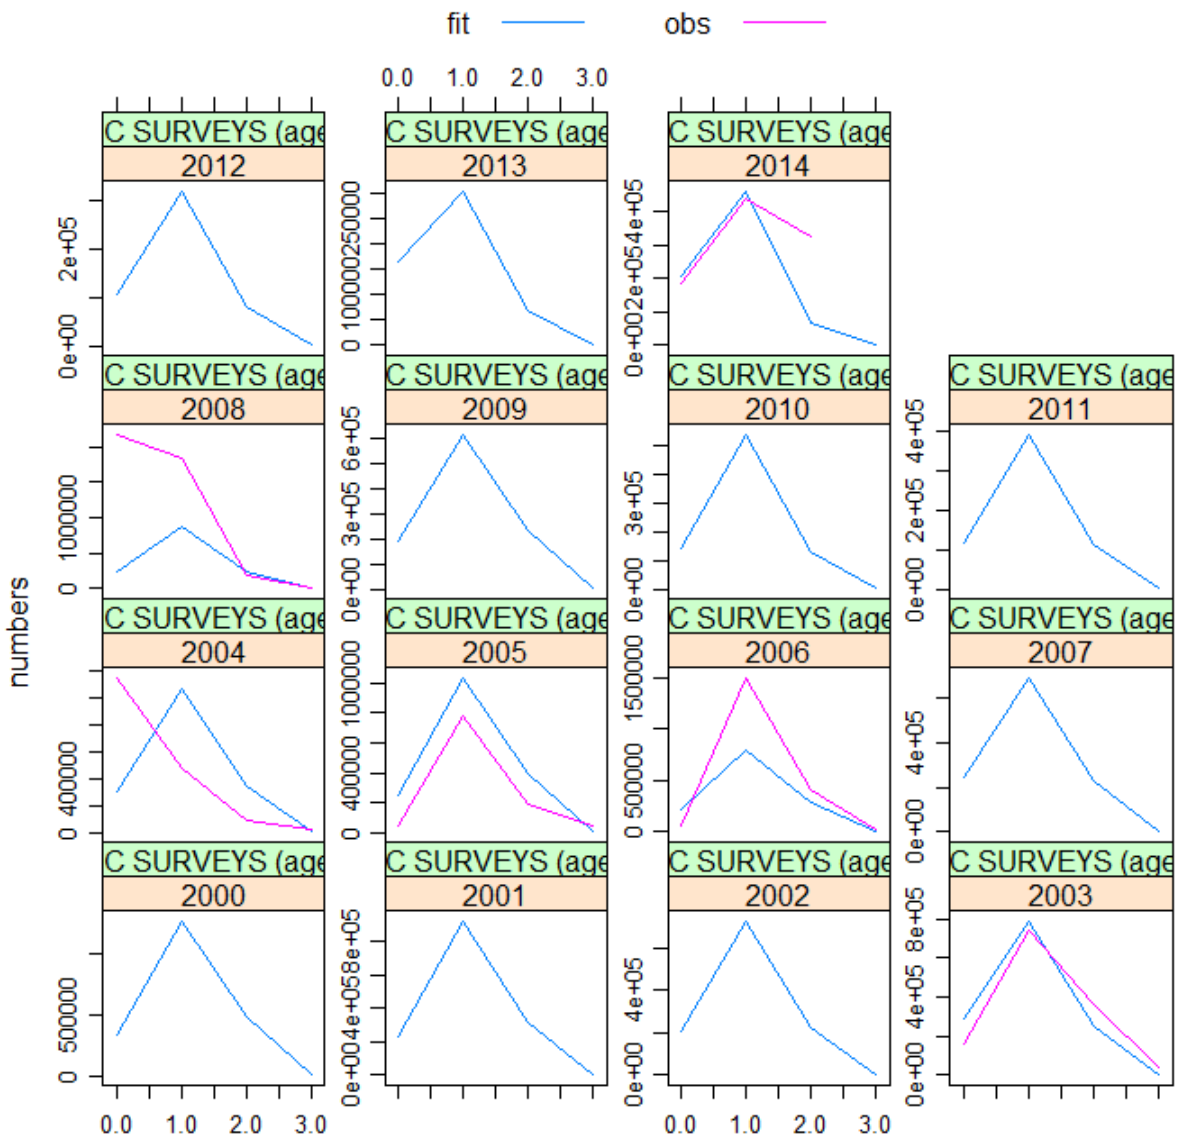 fit obs
0.0 1.0 2.0 3.0
C SURVEYS (age C SURVEYS (age C SURVEYS (age
2012 2013 2014
0e+00 2e+05
0 100000 250000
0e+00 2e+05 4e+05
C SURVEYS (age C SURVEYS (age C SURVEYS (age C SURVEYS (age
2008 2009 2010 2011
0 1000000
0e+00 3e+05 6e+05
0e+00 3e+05
0e+00 2e+05 4e+05
numbers
C SURVEYS (age C SURVEYS (age C SURVEYS (age C SURVEYS (age
2004 2005 2006 2007
0 400000
0 400000 1000000
0 500000 1500000
0e+00 4e+05
C SURVEYS (age C SURVEYS (age C SURVEYS (age C SURVEYS (age
2000 2001 2002 2003
0 500000
0e+00 4e+05 8e+05
0e+00 4e+05
0e+00 4e+05 8e+05
0.0 1.0 2.0 3.0 0.0 1.0 2.0 3.0